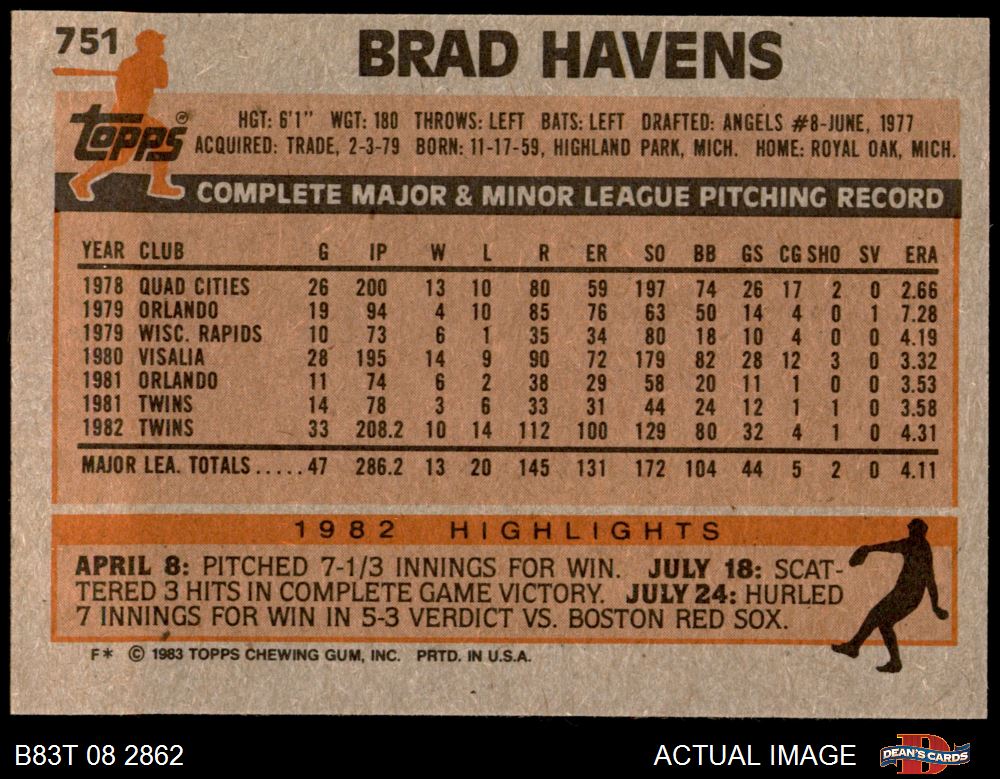 751
BRAD HAVENS
Topps®
HGT: 6'1" WGT: 180 THROWS: LEFT BATS: LEFT DRAFTED: ANGELS #8-JUNE, 1977
ACQUIRED: TRADE, 2-3-79 BORN: 11-17-59, HIGHLAND PARK, MICH. HOME: ROYAL OAK, MICH.
COMPLETE MAJOR & MINOR LEAGUE PITCHING RECORD
YEAR CLUB G IP W L R ER SO BB GS CG SHO SV ERA
1978 QUAD CITIES 26 200 13 10 80 59 197 74 26 17 2 0 2.66
1979 ORLANDO 19 94 4 10 85 76 63 50 14 4 0 1 7.28
1979 WISC. RAPIDS 10 73 6 1 35 34 80 18 10 4 0 0 4.19
1980 VISALIA 28 195 14 9 90 72 179 82 28 12 3 0 3.32
1981 ORLANDO 11 74 6 2 38 29 58 20 11 1 0 0 3.53
1981 TWINS 14 78 3 6 33 31 44 24 12 1 1 0 3.58
1982 TWINS 33 208.2 10 14 112 100 129 80 32 4 1 0 4.31
MAJOR LEA. TOTALS.....47 286.2 13 20 145 131 172 104 44 5 2 0 4.11
1982 HIGHLIGHTS
APRIL 8: PITCHED 7-1/3 INNINGS FOR WIN. JULY 18: SCAT-
TERED 3 HITS IN COMPLETE GAME VICTORY. JULY 24: HURLED
7 INNINGS FOR WIN IN 5-3 VERDICT VS. BOSTON RED SOX.
F* © 1983 TOPPS CHEWING GUM, INC. PRTD. IN U.S.A.
B83T 08 2862 ACTUAL IMAGE DEAN'S CARDS